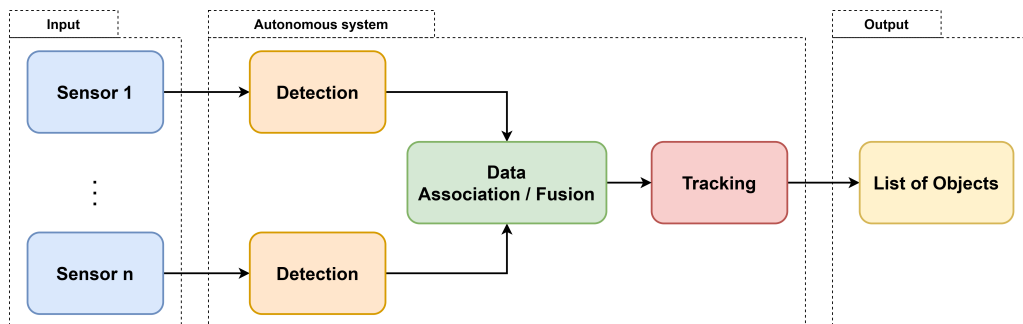 Input
Autonomous system
Output
Sensor 1
Detection
Data
Association / Fusion
Tracking
List of Objects
Sensor n
Detection